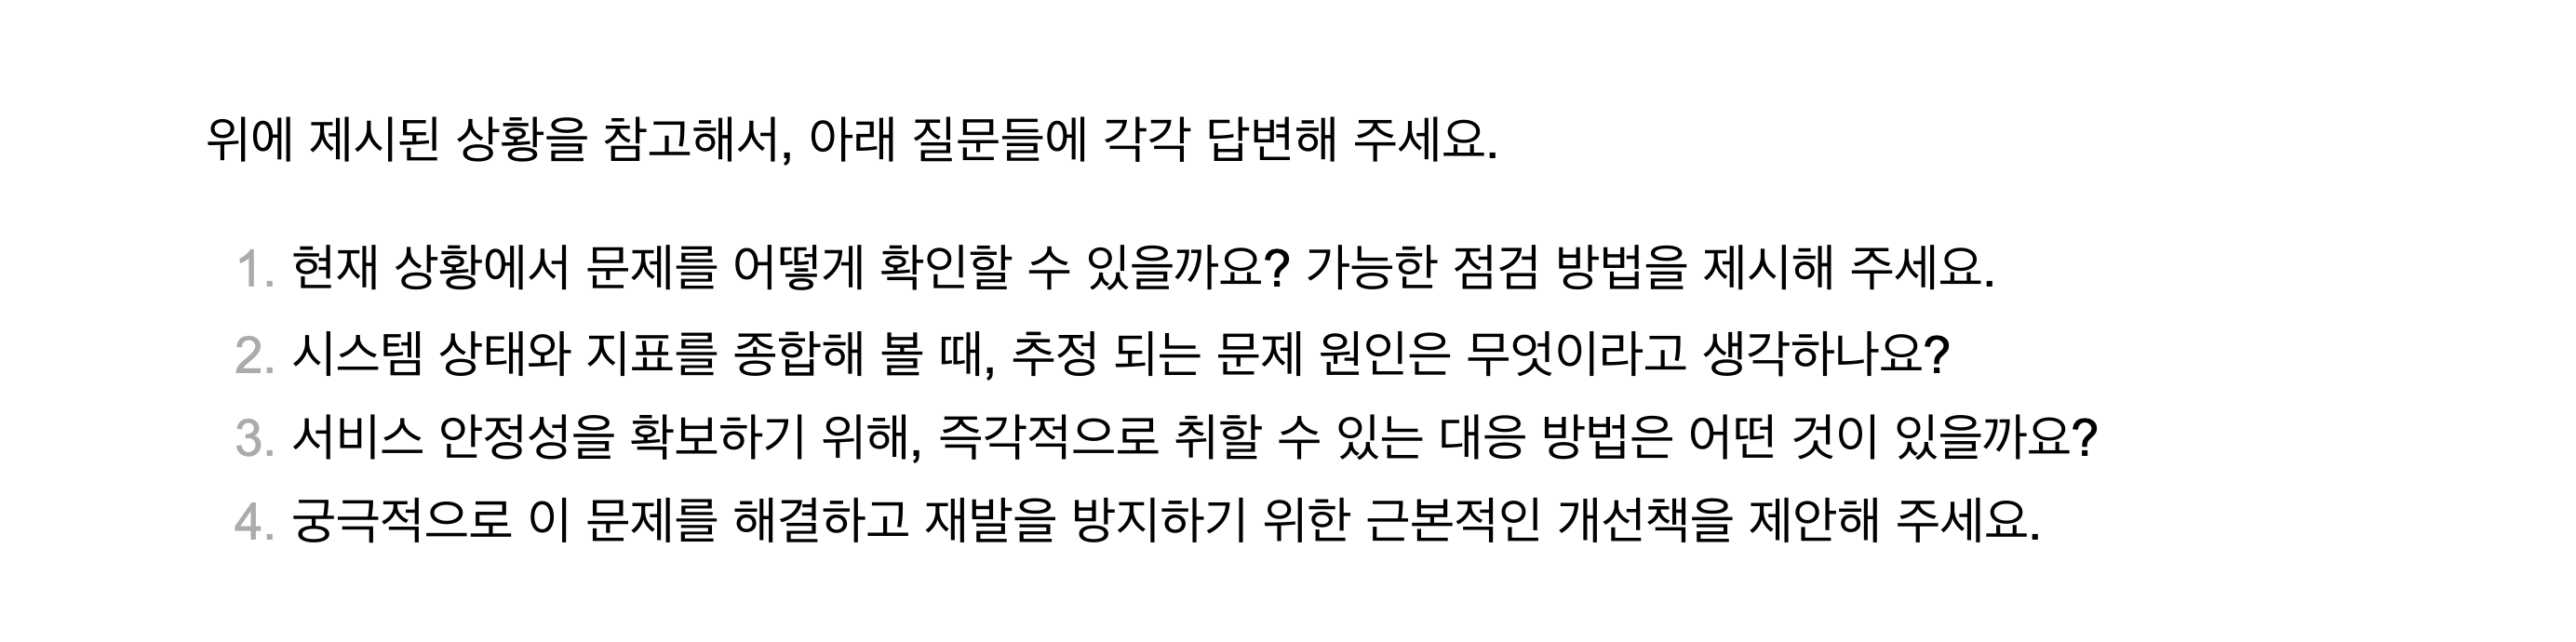 위에 제시된 상황을 참고해서, 아래 질문들에 각각 답변해 주세요.
1. 현재 상황에서 문제를 어떻게 확인할 수 있을까요? 가능한 점검 방법을 제시해 주세요.
2. 시스템 상태와 지표를 종합해 볼 때, 추정 되는 문제 원인은 무엇이라고 생각하나요?
3. 서비스 안정성을 확보하기 위해, 즉각적으로 취할 수 있는 대응 방법은 어떤 것이 있을까요?
4. 궁극적으로 이 문제를 해결하고 재발을 방지하기 위한 근본적인 개선책을 제안해 주세요.